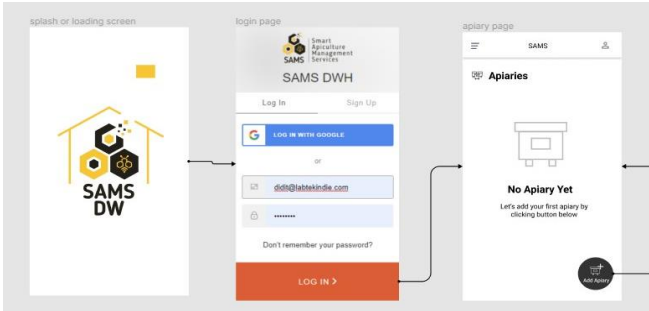 splash or loading screen
SAMS
DW
login page
SAMS
Smart
Apiculture
Management
Services
SAMS DWH
Log In
Sign Up
LOG IN WITH GOOGLE
or
didit@labtekindie.com
Don't remember your password?
LOG IN >
apiary page
SAMS
Apiaries
No Apiary Yet
Let's add your first apiary by
clicking button below
Add Apiary